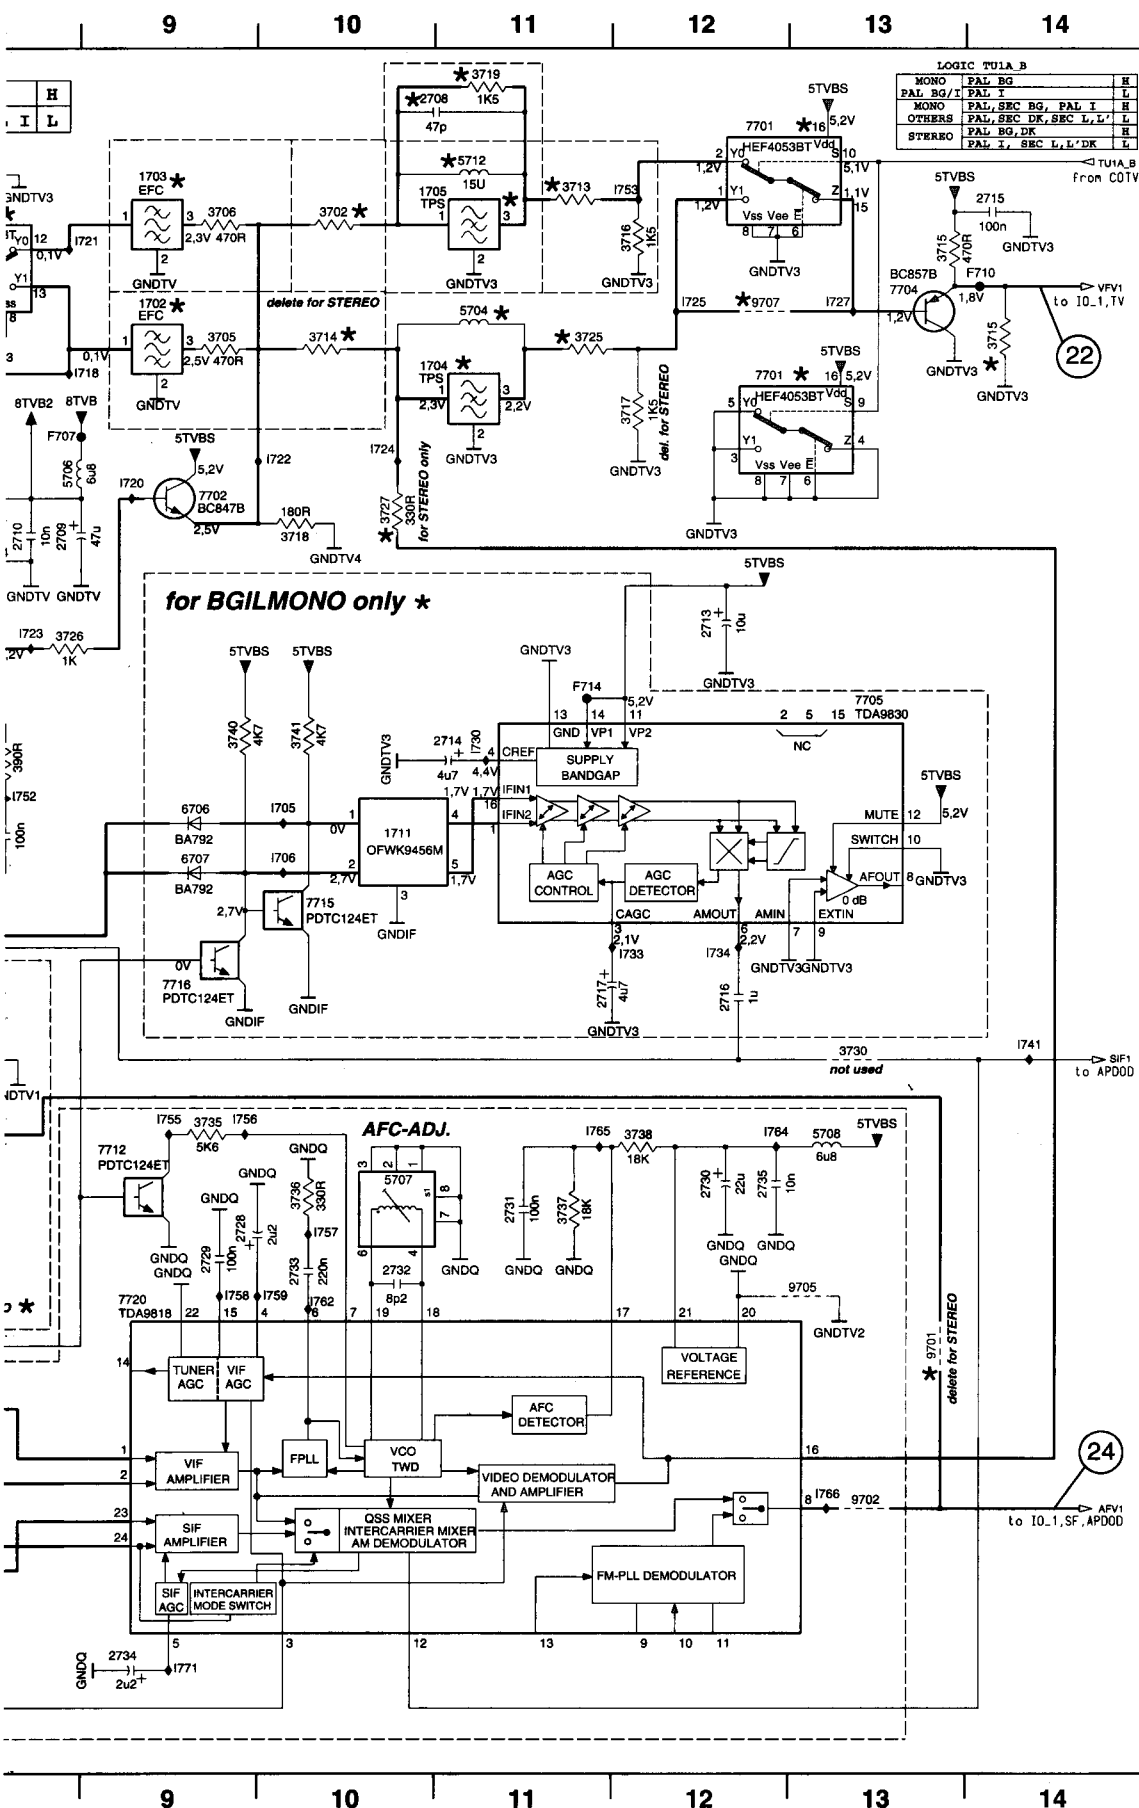 9 10 11 12 13 14
LOGIC TU1A_B
MONO PAL BG H
PAL BG/I PAL I L
MONO PAL,SEC BG, PAL I H
OTHERS PAL,SEC DK,SEC L,L' L
STEREO PAL BG,DK H
PAL I, SEC L,L'DK L
H
I L
★ 3719
1K5
★ 2708
47p
★ 5712
15U
1705 TPS ★
1 3
2
GNDTV3
1703 ★
EFC
1 3
2,3V
2
GNDTV
3706
470R
3702 ★
★ 3713
I753
3716
1K5
GNDTV3
5TVBS
5,2V
7701 ★ 16 Vdd
HEF4053BT
2 Y0
1,2V
1 Y1
1,2V
S 10
5,1V
Z 1,1V
15
Vss Vee E
8 7 6
GNDTV3
TU1A_B
from COTV
5TVBS
2715
100n
GNDTV3
3715
470R
BC857B
7704
F710
1,8V
1,2V
VFV1
to IO_1,TV
22
3715
★
GNDTV3
GNDTV3
GNDTV3
Y0 12
0,1V
I721
Y1
13
8
3
0,1V
I718
1702 ★
EFC
1 3
2,5V
2
GNDTV
3705
470R
delete for STEREO
3714 ★
5704 ★
1704 ★
TPS
1 3
2,3V 2,2V
2
GNDTV3
★ 3725
3717
1K5
del. for STEREO
GNDTV3
I725
★ 9707
I727
5TVBS
7701 ★ 16 5,2V
Vdd
HEF4053BT
5 Y0
S 9
Y1
3
Z 4
Vss Vee E
8 7 6
GNDTV3
8TVB2 8TVB
F707
5706
6u8
5TVBS
5,2V
7702
BC847B
2,5V
I720
I722
I724
180R
3718
GNDTV4
3727
330R
★
for STEREO only
2710
10n
2709
47u
GNDTV GNDTV
I723 3726
1K
for BGILMONO only ★
5TVBS 5TVBS
3740
4K7
3741
4K7
5TVBS
2713
10u
GNDTV3
GNDTV3
F714
5,2V
13 14 11
GND VP1 VP2
2 5 15
NC
7705
TDA9830
GNDTV3
2714
4u7
I730
4
4,4V
CREF
SUPPLY
BANDGAP
390R
I752
100n
6706
BA792
I705
6707
BA792
I706
1
0V
2
2,7V
1711
OFWK9456M
4
5
1,7V
3
GNDIF
1,7V 1,7V
16
1
IFIN1
IFIN2
AGC
CONTROL
AGC
DETECTOR
5TVBS
5,2V
MUTE 12
SWITCH 10
AFOUT 8
GNDTV3
0 dB
CAGC AMOUT AMIN EXTIN
3 6 7 9
2,1V 2,2V
I733 I734
GNDTV3 GNDTV3
2717
4u7
GNDTV3
2716
1u
2,7V
7715
PDTC124ET
0V
7716
PDTC124ET
GNDIF
GNDIF
3730
not used
I741
SIF1
to APDOD
I755 3735 I756
5K6
7712
PDTC124ET
GNDQ
GNDQ
GNDQ
GNDQ
2729
100n
2728
2u2
GNDQ
3736
330R
I757
2733
220n
I758 I759 I762
AFC-ADJ.
3 2 1
5707
s1
8
7
6 4
GNDQ
2732
8p2
I765 3738
18K
2731
100n
3737
18K
GNDQ GNDQ
I764 5708
6u8
5TVBS
2730
22u
2735
10n
GNDQ GNDQ
GNDQ
9705
GNDTV2
★
7720
TDA9818
22 15 4 6 7 19 18 17 21 20
14
TUNER
AGC
VIF
AGC
VOLTAGE
REFERENCE
AFC
DETECTOR
9701
★
delete for STEREO
1
2
VIF
AMPLIFIER
FPLL
VCO
TWD
VIDEO DEMODULATOR
AND AMPLIFIER
16
24
23
24
SIF
AMPLIFIER
QSS MIXER
INTERCARRIER MIXER
AM DEMODULATOR
8 I766 9702
AFV1
to IO_1,SF,APDOD
SIF
AGC
INTERCARRIER
MODE SWITCH
FM-PLL DEMODULATOR
5 3 12 13 9 10 11
GNDQ
2734
2u2
I771
9 10 11 12 13 14